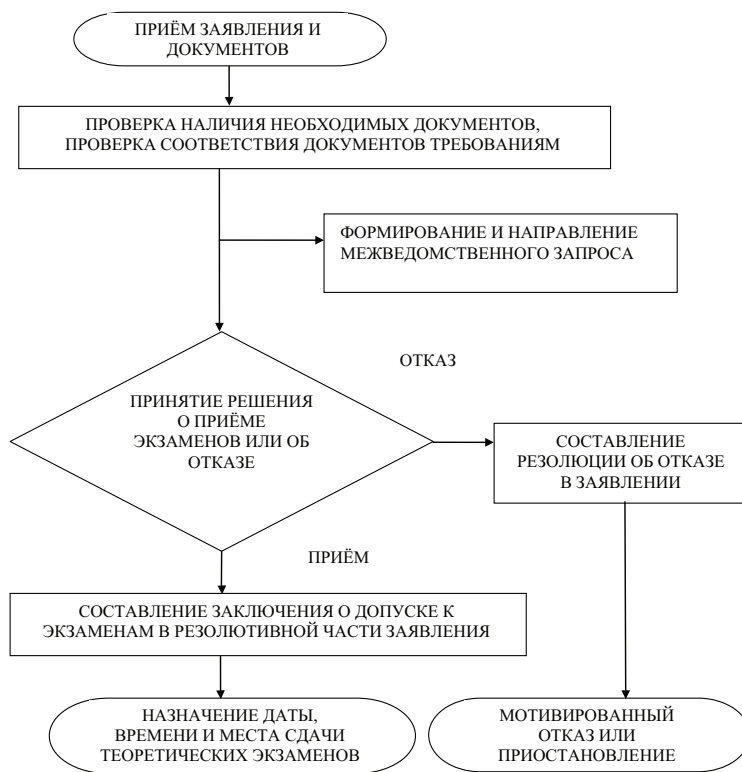 ПРИЁМ ЗАЯВЛЕНИЯ И
ДОКУМЕНТОВ
ПРОВЕРКА НАЛИЧИЯ НЕОБХОДИМЫХ ДОКУМЕНТОВ,
ПРОВЕРКА СООТВЕТСТВИЯ ДОКУМЕНТОВ ТРЕБОВАНИЯМ
ФОРМИРОВАНИЕ И НАПРАВЛЕНИЕ
МЕЖВЕДОМСТВЕННОГО ЗАПРОСА
ОТКАЗ
ПРИНЯТИЕ РЕШЕНИЯ
О ПРИЁМЕ
ЭКЗАМЕНОВ ИЛИ ОБ
ОТКАЗЕ
СОСТАВЛЕНИЕ
РЕЗОЛЮЦИИ ОБ ОТКАЗЕ
В ЗАЯВЛЕНИИ
ПРИЁМ
СОСТАВЛЕНИЕ ЗАКЛЮЧЕНИЯ О ДОПУСКЕ К
ЭКЗАМЕНАМ В РЕЗОЛЮТИВНОЙ ЧАСТИ ЗАЯВЛЕНИЯ
НАЗНАЧЕНИЕ ДАТЫ,
ВРЕМЕНИ И МЕСТА СДАЧИ
ТЕОРЕТИЧЕСКИХ ЭКЗАМЕНОВ
МОТИВИРОВАННЫЙ
ОТКАЗ ИЛИ
ПРИОСТАНОВЛЕНИЕ